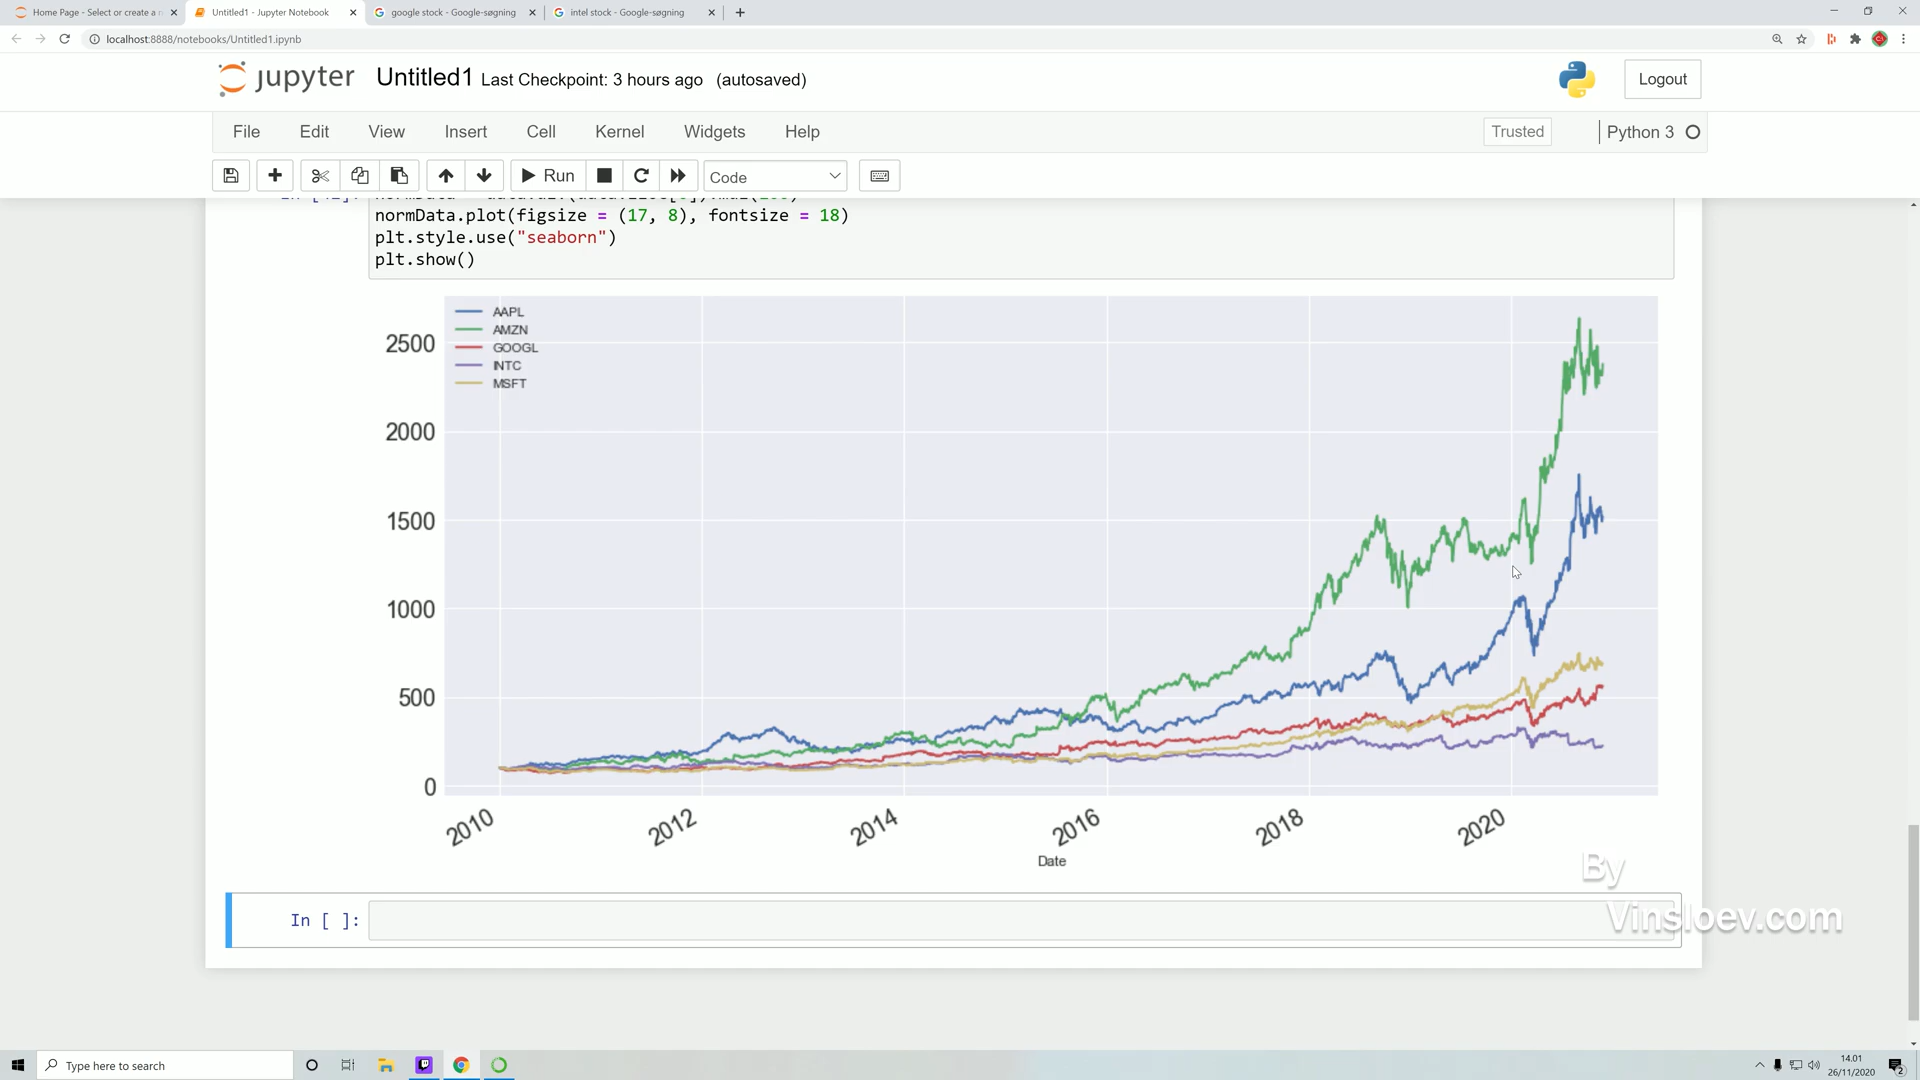 Home Page - Select or create a n
Untitled1 - Jupyter Notebook
google stock - Google-søgning
intel stock - Google-søgning
localhost:8888/notebooks/Untitled1.ipynb
jupyter
Untitled1 Last Checkpoint: 3 hours ago (autosaved)
Logout
File Edit View Insert Cell Kernel Widgets Help
Trusted
Python 3
Run
Code
normData.plot(figsize = (17, 8), fontsize = 18)
plt.style.use("seaborn")
plt.show()
AAPL
AMZN
GOOGL
INTC
MSFT
2500
2000
1500
1000
500
0
2010 2012 2014 2016 2018 2020
Date
By
Vinsloev.com
In [ ]:
Type here to search
14.01
26/11/2020
2